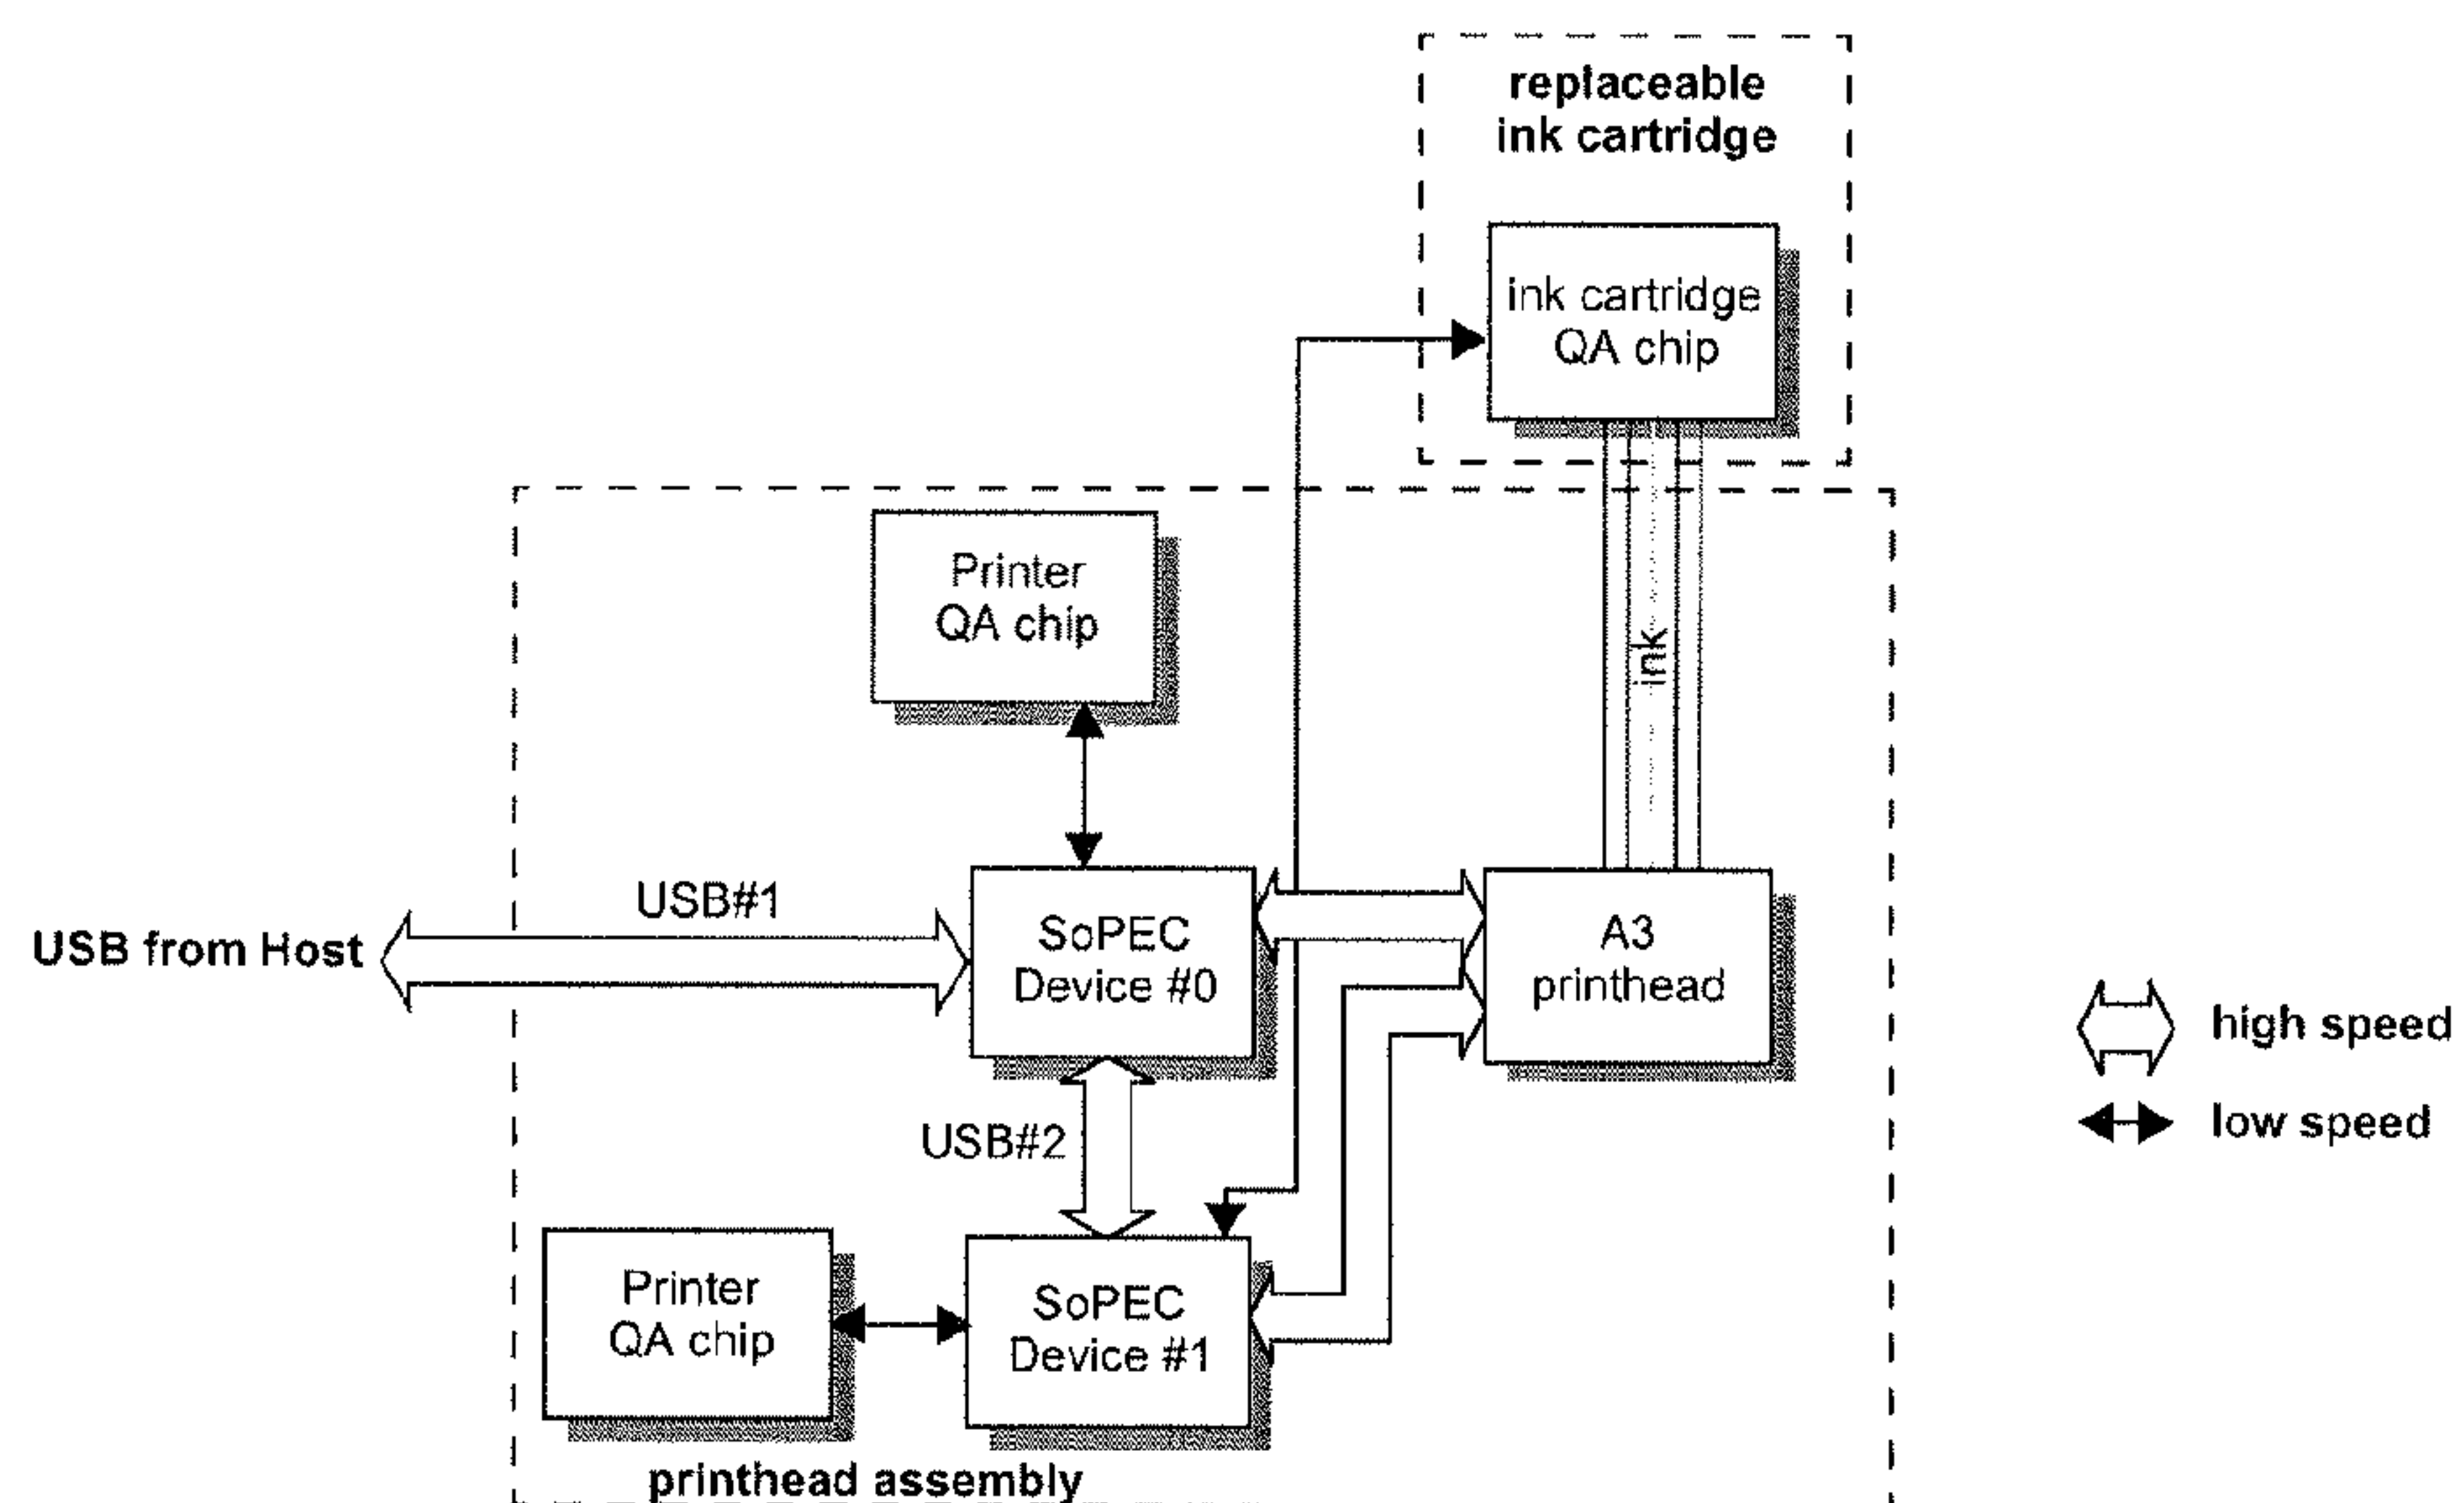 replaceable
ink cartridge
ink cartridge
QA chip
Printer
QA chip
ink
USB#1
USB from Host
SoPEC
Device #0
A3
printhead
high speed
low speed
USB#2
Printer
QA chip
SoPEC
Device #1
printhead assembly